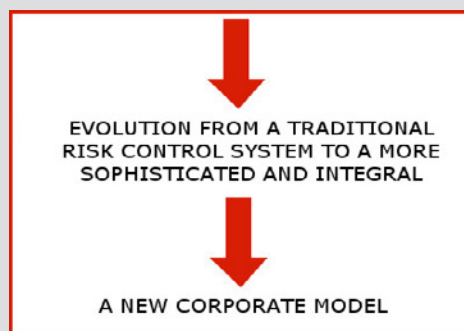 EVOLUTION FROM A TRADITIONAL
RISK CONTROL SYSTEM TO A MORE
SOPHISTICATED AND INTEGRAL
A NEW CORPORATE MODEL